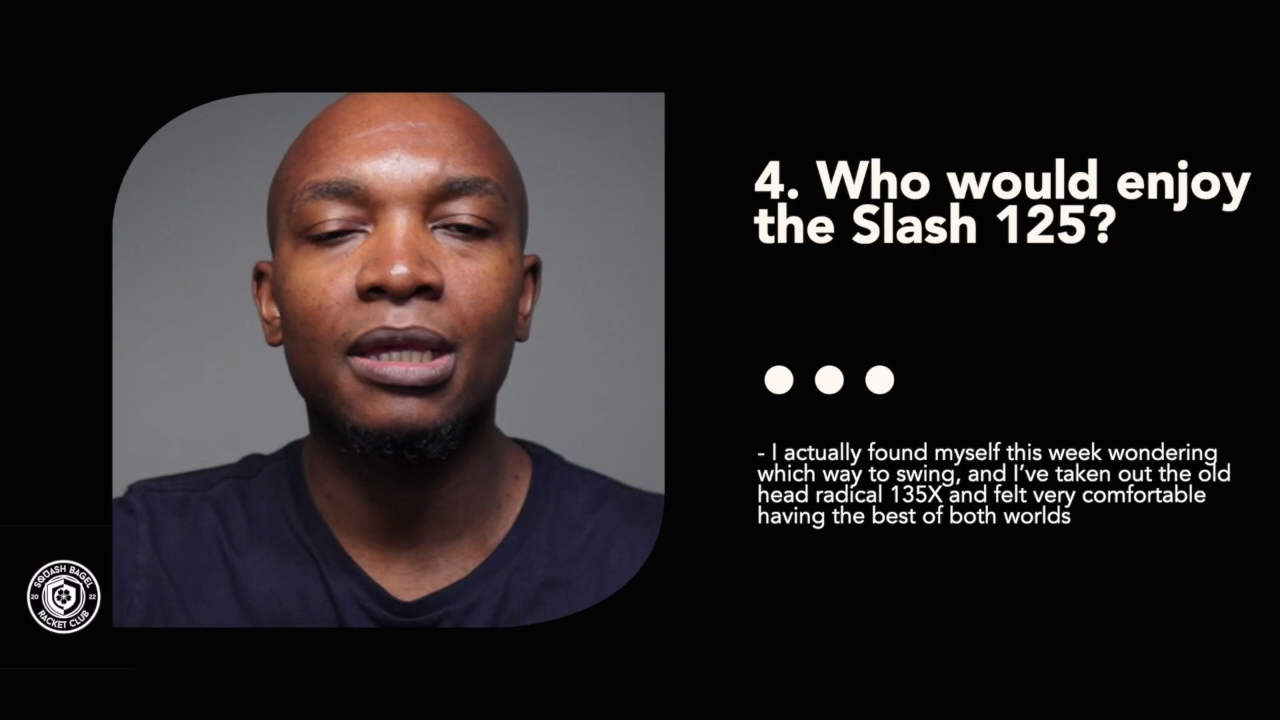 4. Who would enjoy
the Slash 125?
- I actually found myself this week wondering
which way to swing, and I've taken out the old
head radical 135X and felt very comfortable
having the best of both worlds
SQUASH BAGEL
20 22
RACKET CLUB